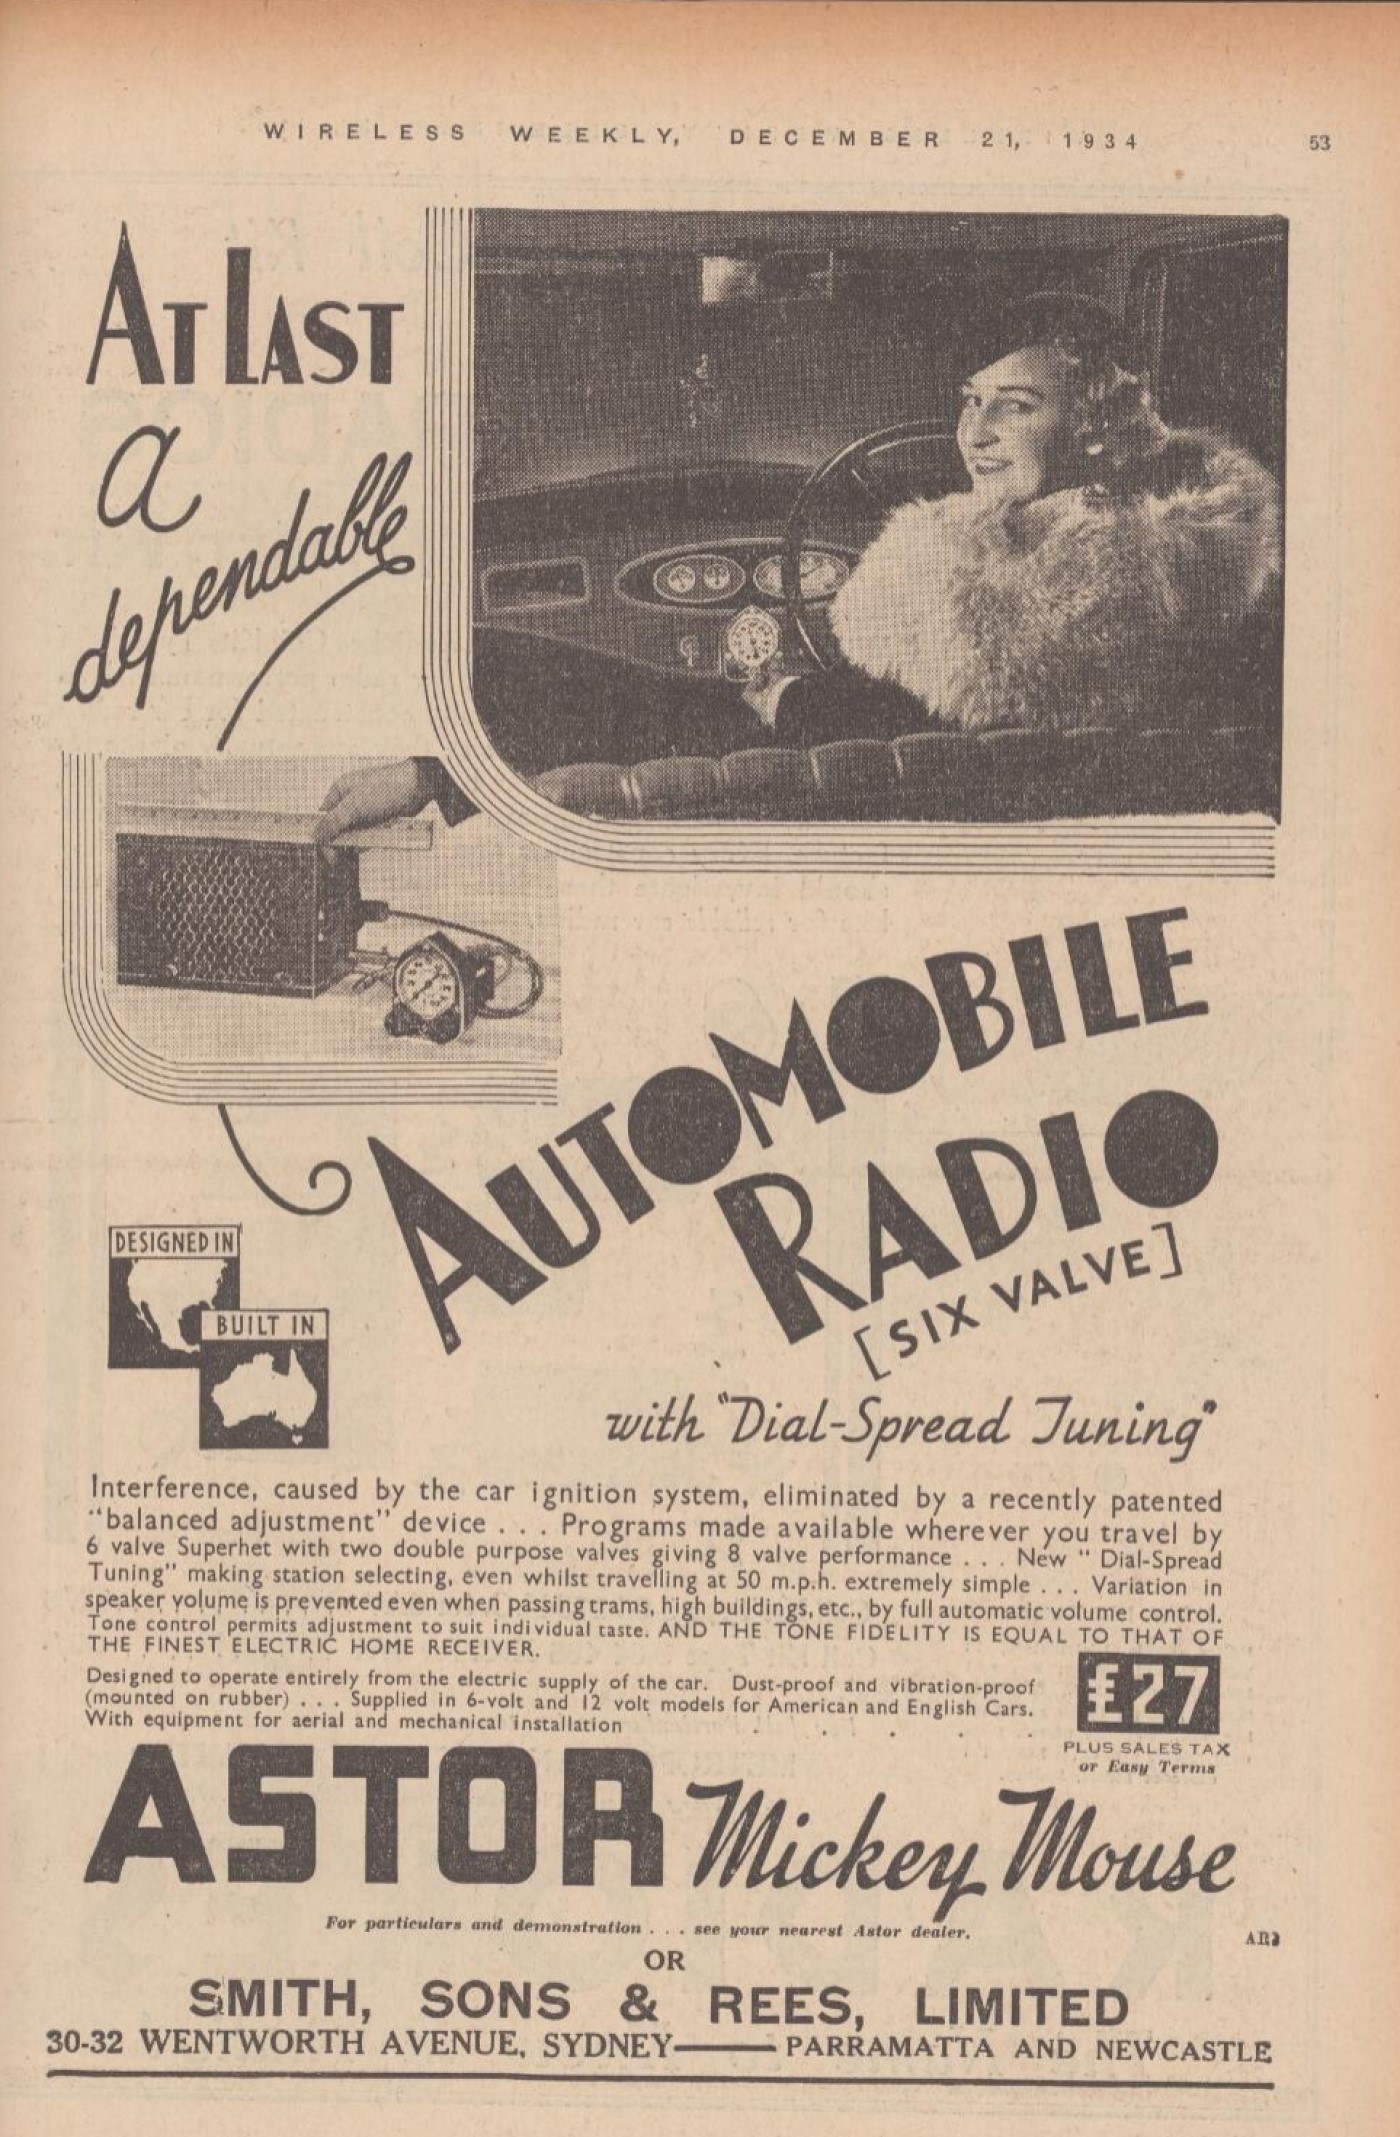 WIRELESS WEEKLY, DECEMBER 21, 1934 53
AT LAST
a
dependable
AUTOMOBILE
RADIO
[SIX VALVE]
DESIGNED IN
BUILT IN
with "Dial-Spread Tuning"
Interference, caused by the car ignition system, eliminated by a recently patented
"balanced adjustment" device . . . Programs made available wherever you travel by
6 valve Superhet with two double purpose valves giving 8 valve performance . . . New " Dial-Spread
Tuning" making station selecting, even whilst travelling at 50 m.p.h. extremely simple . . . Variation in
speaker volume is prevented even when passing trams, high buildings, etc., by full automatic volume control.
Tone control permits adjustment to suit individual taste. AND THE TONE FIDELITY IS EQUAL TO THAT OF
THE FINEST ELECTRIC HOME RECEIVER.
Designed to operate entirely from the electric supply of the car. Dust-proof and vibration-proof
(mounted on rubber) . . . Supplied in 6-volt and 12 volt models for American and English Cars.
With equipment for aerial and mechanical installation . . . . .
£27
PLUS SALES TAX
or Easy Terms
ASTOR Mickey Mouse
For particulars and demonstration . . . see your nearest Astor dealer.
OR
SMITH, SONS & REES, LIMITED
30-32 WENTWORTH AVENUE, SYDNEY—— PARRAMATTA AND NEWCASTLE